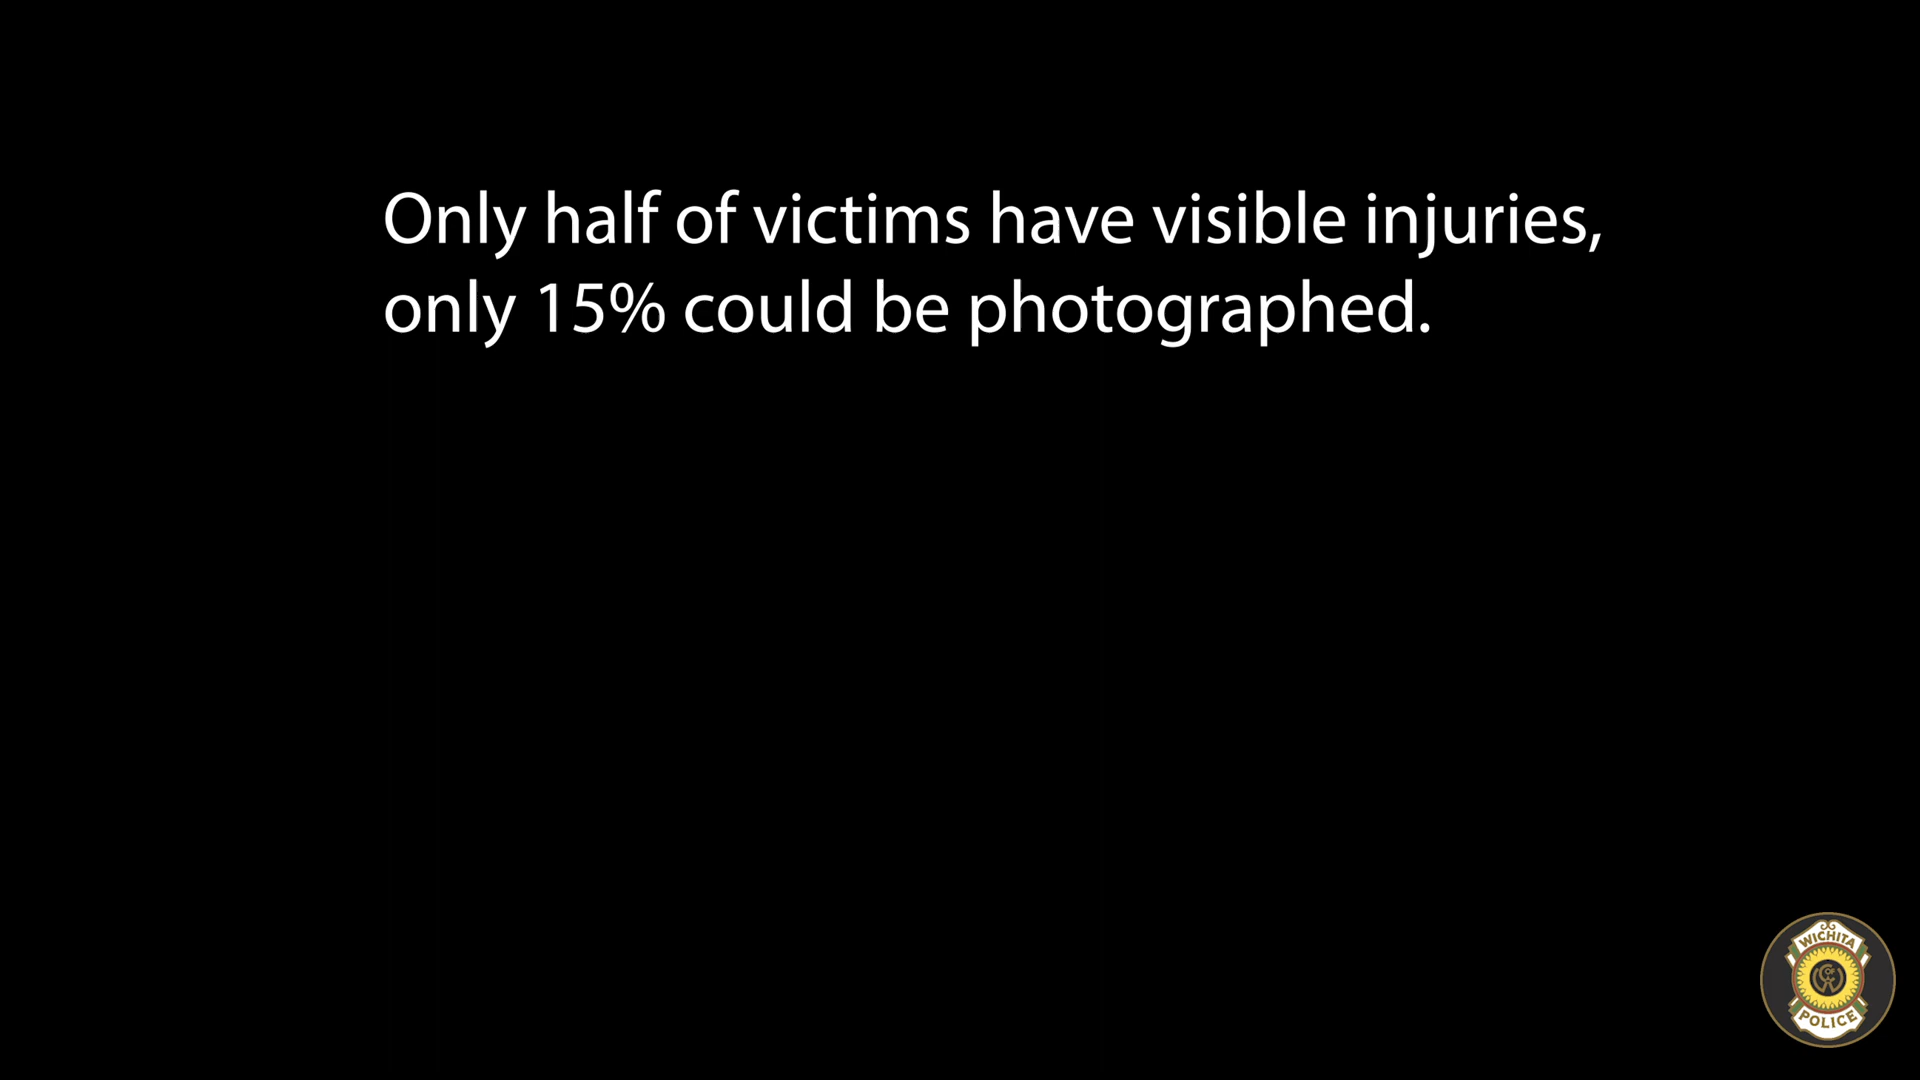 Only half of victims have visible injuries,
only 15% could be photographed.
WICHITA
POLICE